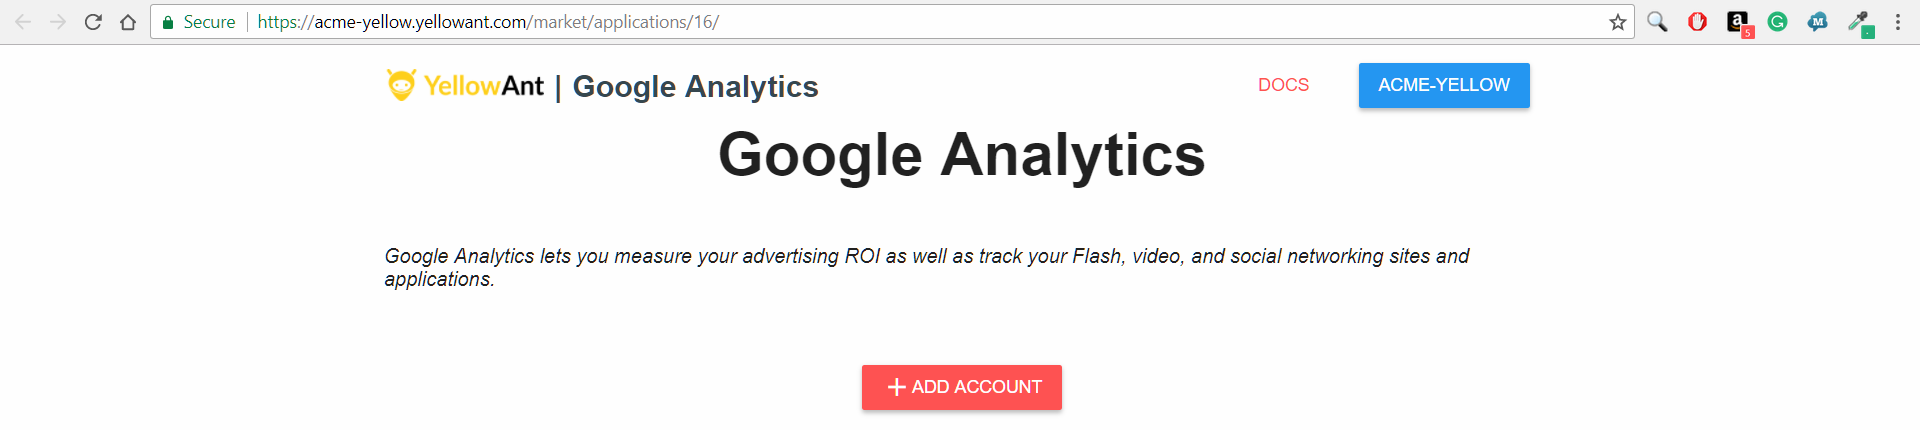 Secure https://acme-yellow.yellowant.com/market/applications/16/
a
5
G
M
YellowAnt | Google Analytics
DOCS
ACME-YELLOW
Google Analytics
Google Analytics lets you measure your advertising ROI as well as track your Flash, video, and social networking sites and
applications.
+ ADD ACCOUNT